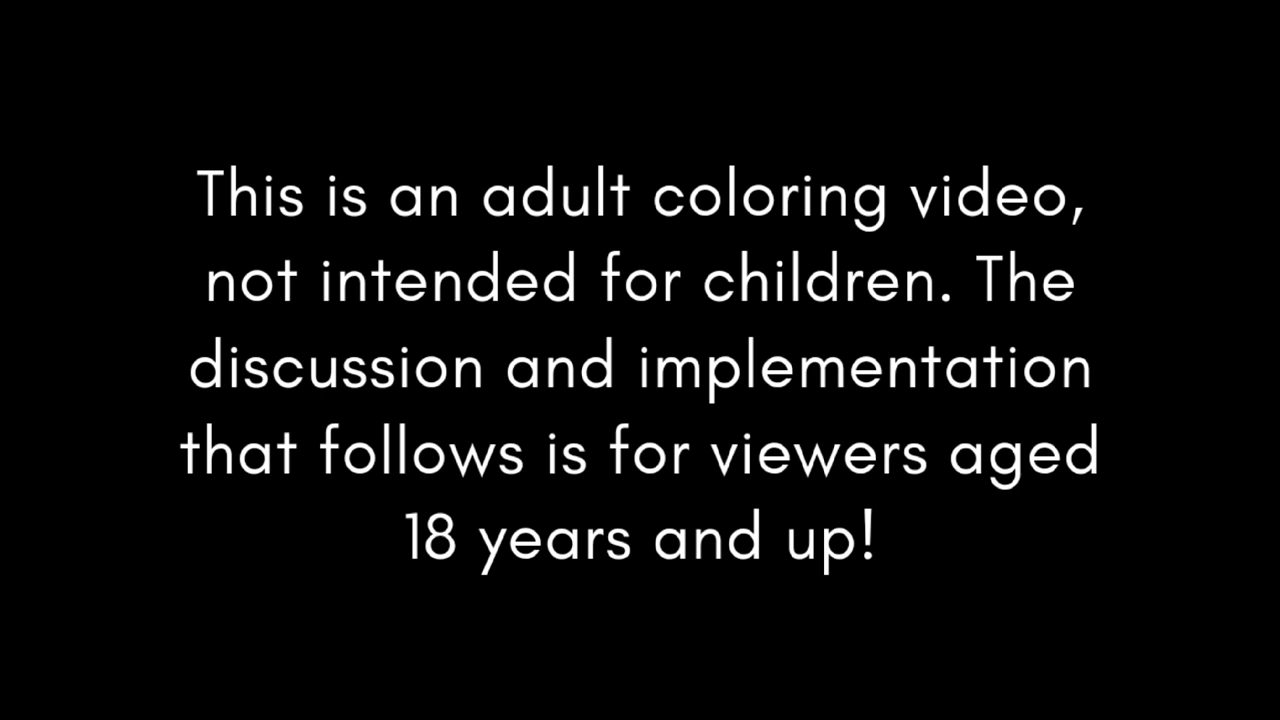 This is an adult coloring video,
not intended for children. The
discussion and implementation
that follows is for viewers aged
18 years and up!